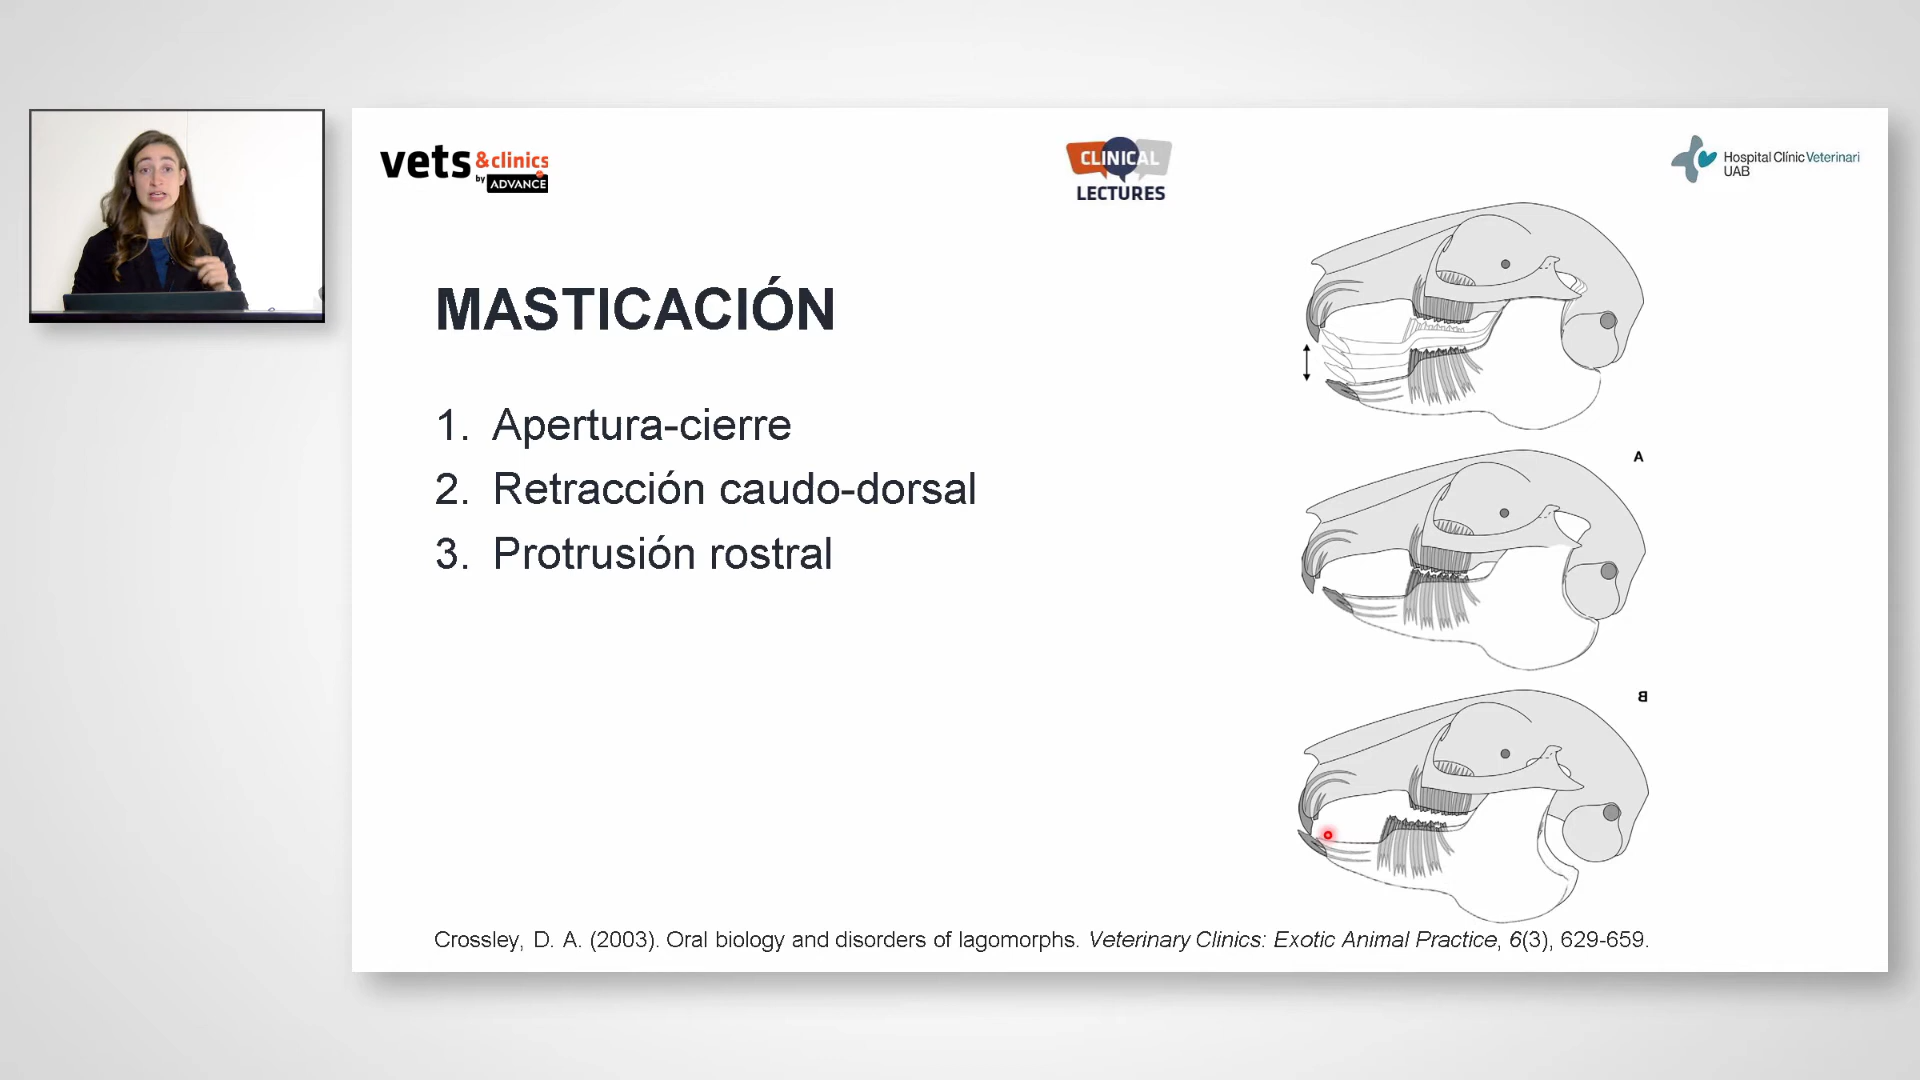 vets &clinics
by ADVANCE
CLINICAL
LECTURES
Hospital Clínic Veterinari
UAB
MASTICACIÓN
1. Apertura-cierre
2. Retracción caudo-dorsal
3. Protrusión rostral
A
B
Crossley, D. A. (2003). Oral biology and disorders of lagomorphs. Veterinary Clinics: Exotic Animal Practice, 6(3), 629-659.